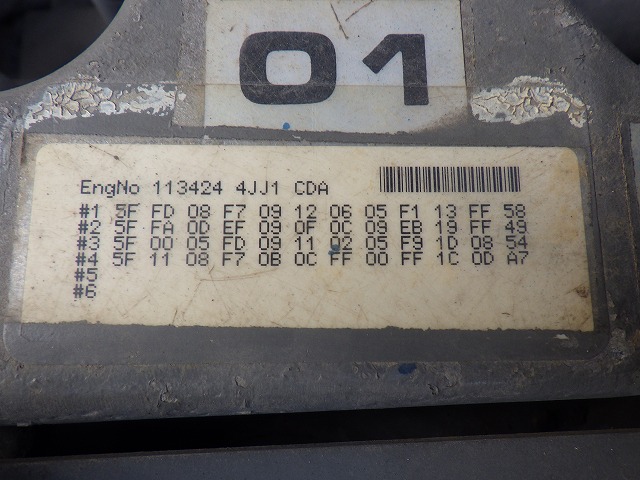 01
EngNo 113424 4JJ1 CDA
#1 5F FD 08 F7 09 12 06 05 F1 13 FF 58
#2 5F FA 0D EF 09 0F 0C 09 EB 19 FF 49
#3 5F 00 05 FD 09 11 02 05 F9 1D 08 54
#4 5F 11 08 F7 0B 0C FF 00 FF 1C 0D A7
#5
#6